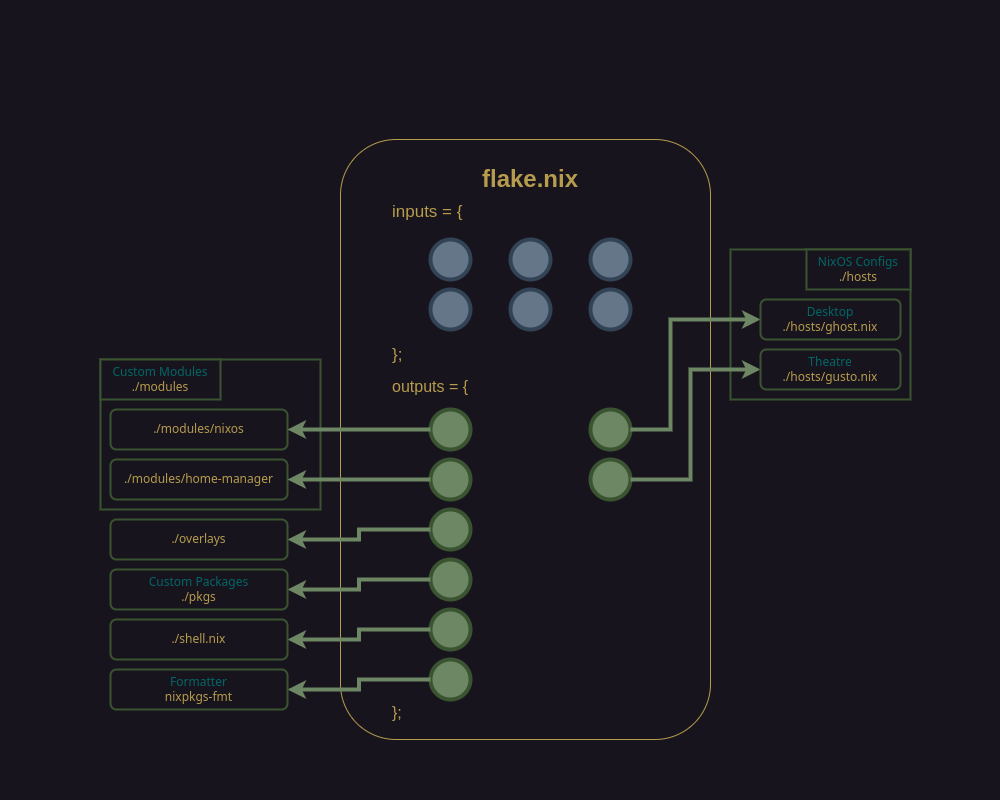 flake.nix
inputs = {
};
outputs = {
};
Custom Modules
./modules
./modules/nixos
./modules/home-manager
./overlays
Custom Packages
./pkgs
./shell.nix
Formatter
nixpkgs-fmt
NixOS Configs
./hosts
Desktop
./hosts/ghost.nix
Theatre
./hosts/gusto.nix